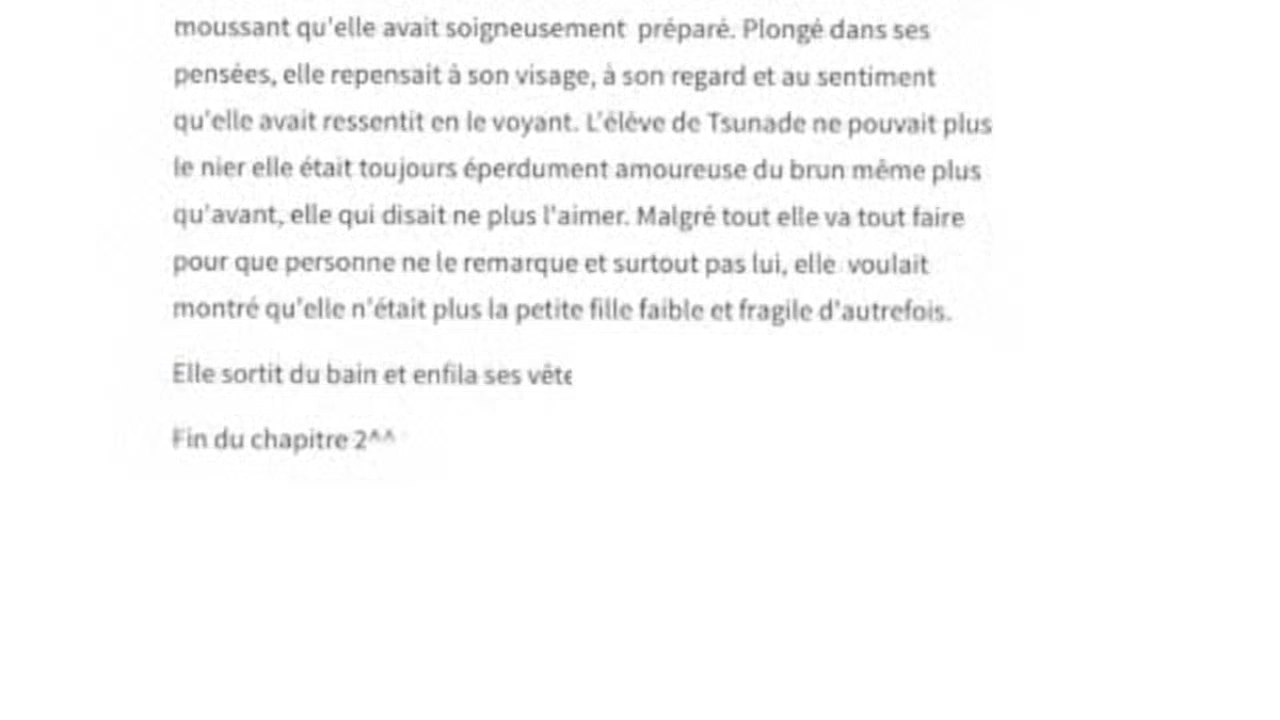 moussant qu'elle avait soigneusement préparé. Plongé dans ses
pensées, elle repensait à son visage, à son regard et au sentiment
qu'elle avait ressentit en le voyant. L'élève de Tsunade ne pouvait plus
le nier elle était toujours éperdument amoureuse du brun même plus
qu'avant, elle qui disait ne plus l'aimer. Malgré tout elle va tout faire
pour que personne ne le remarque et surtout pas lui, elle voulait
montré qu'elle n'était plus la petite fille faible et fragile d'autrefois.
Elle sortit du bain et enfila ses vête
Fin du chapitre 2^^